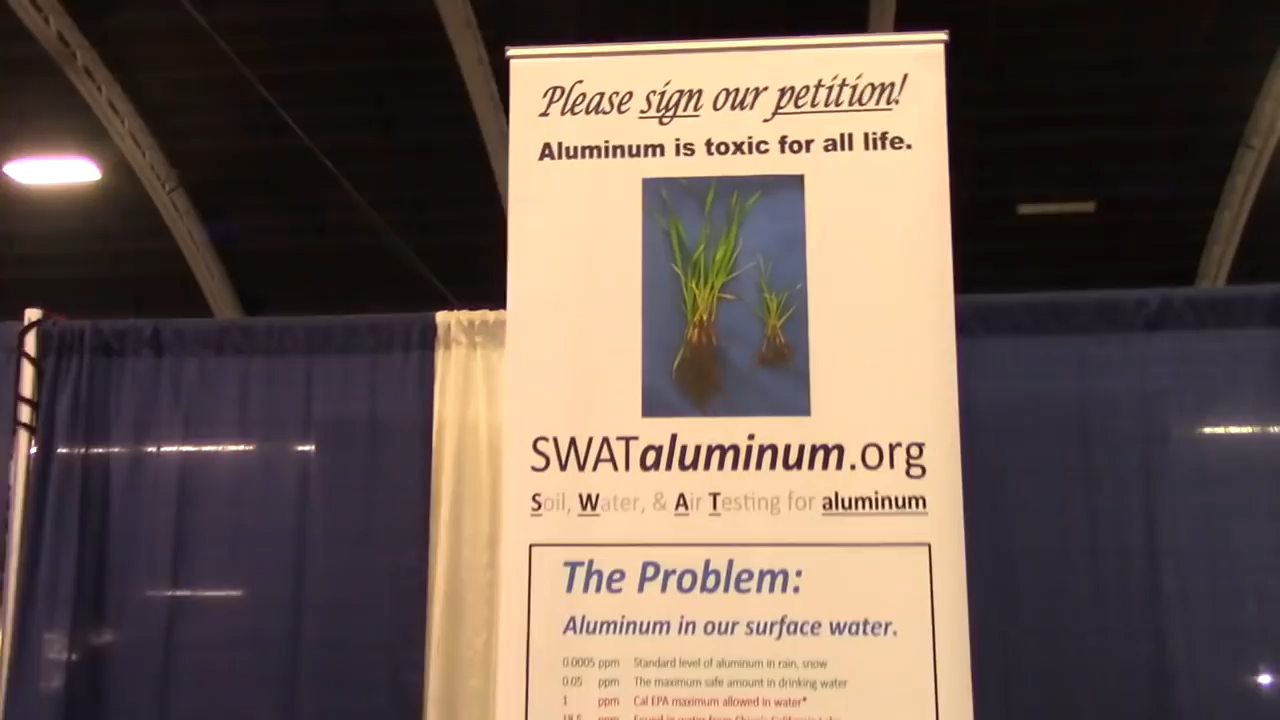 Please sign our petition!
Aluminum is toxic for all life.
SWATaluminum.org
Soil, Water, & Air Testing for aluminum
The Problem:
Aluminum in our surface water.
0.0005 ppm Standard level of aluminum in rain, snow
0.05 ppm The maximum safe amount in drinking water
1 ppm Cal EPA maximum allowed in water*